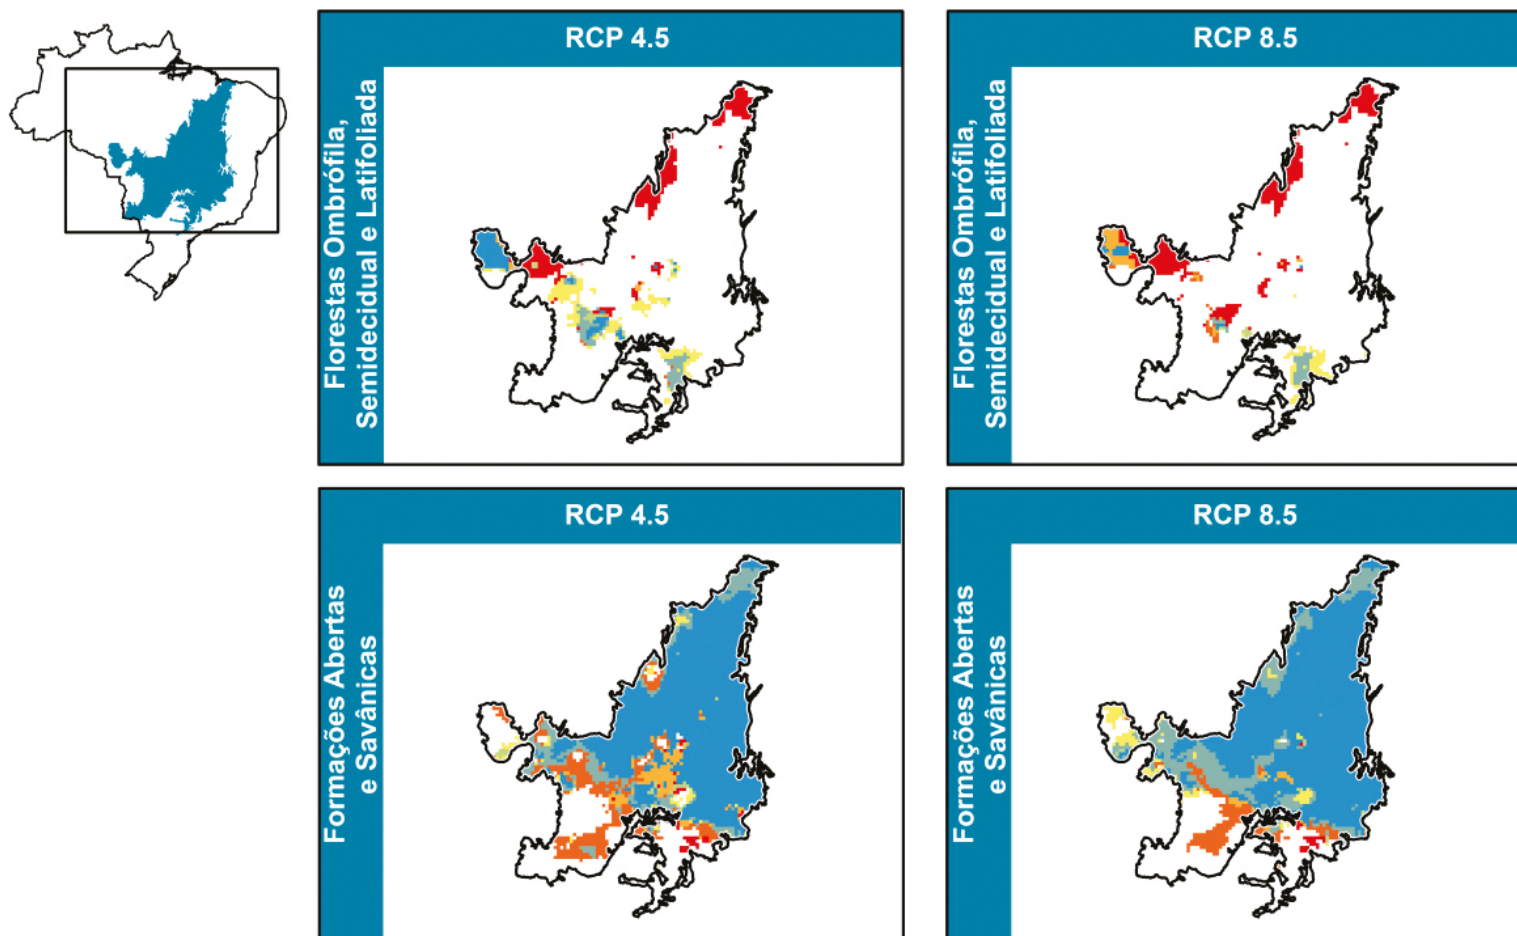 RCP 4.5
Florestas Ombrófila,
Semidecidual e Latifoliada
RCP 8.5
Florestas Ombrófila,
Semidecidual e Latifoliada
RCP 4.5
Formações Abertas
e Savânicas
RCP 8.5
Formações Abertas
e Savânicas